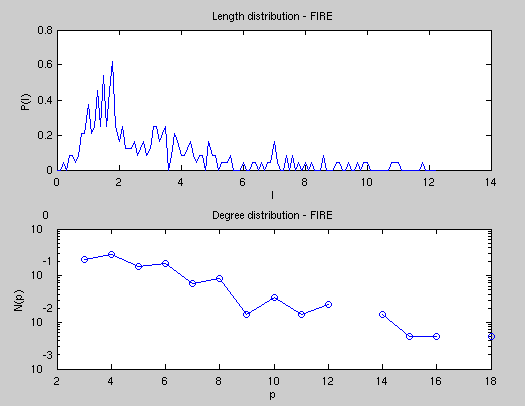 Length distribution - FIRE
0.8
0.6
0.4
0.2
0
P(l)
0 2 4 6 8 10 12 14
l
Degree distribution - FIRE
0
10
-1
10
-2
10
-3
10
N(p)
2 4 6 8 10 12 14 16 18
p